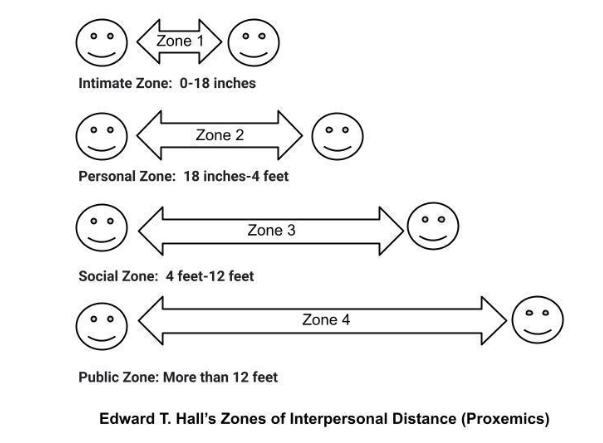 Zone 1
Intimate Zone: 0-18 inches
Zone 2
Personal Zone: 18 inches-4 feet
Zone 3
Social Zone: 4 feet-12 feet
Zone 4
Public Zone: More than 12 feet
Edward T. Hall's Zones of Interpersonal Distance (Proxemics)